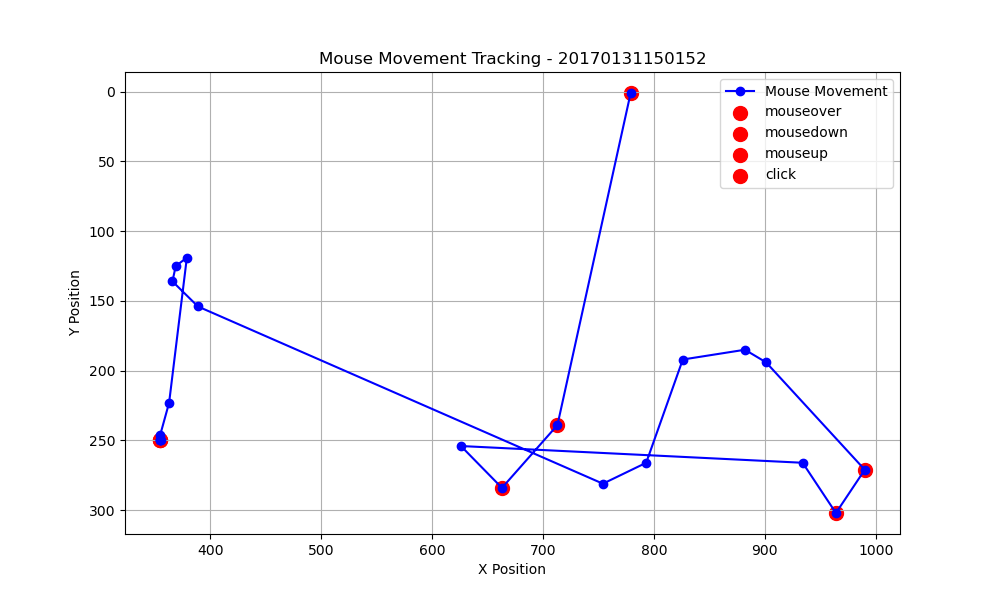 Mouse Movement Tracking - 20170131150152
Mouse Movement
mouseover
mousedown
mouseup
click
0
50
100
150
200
250
300
Y Position
400
500
600
700
800
900
1000
X Position